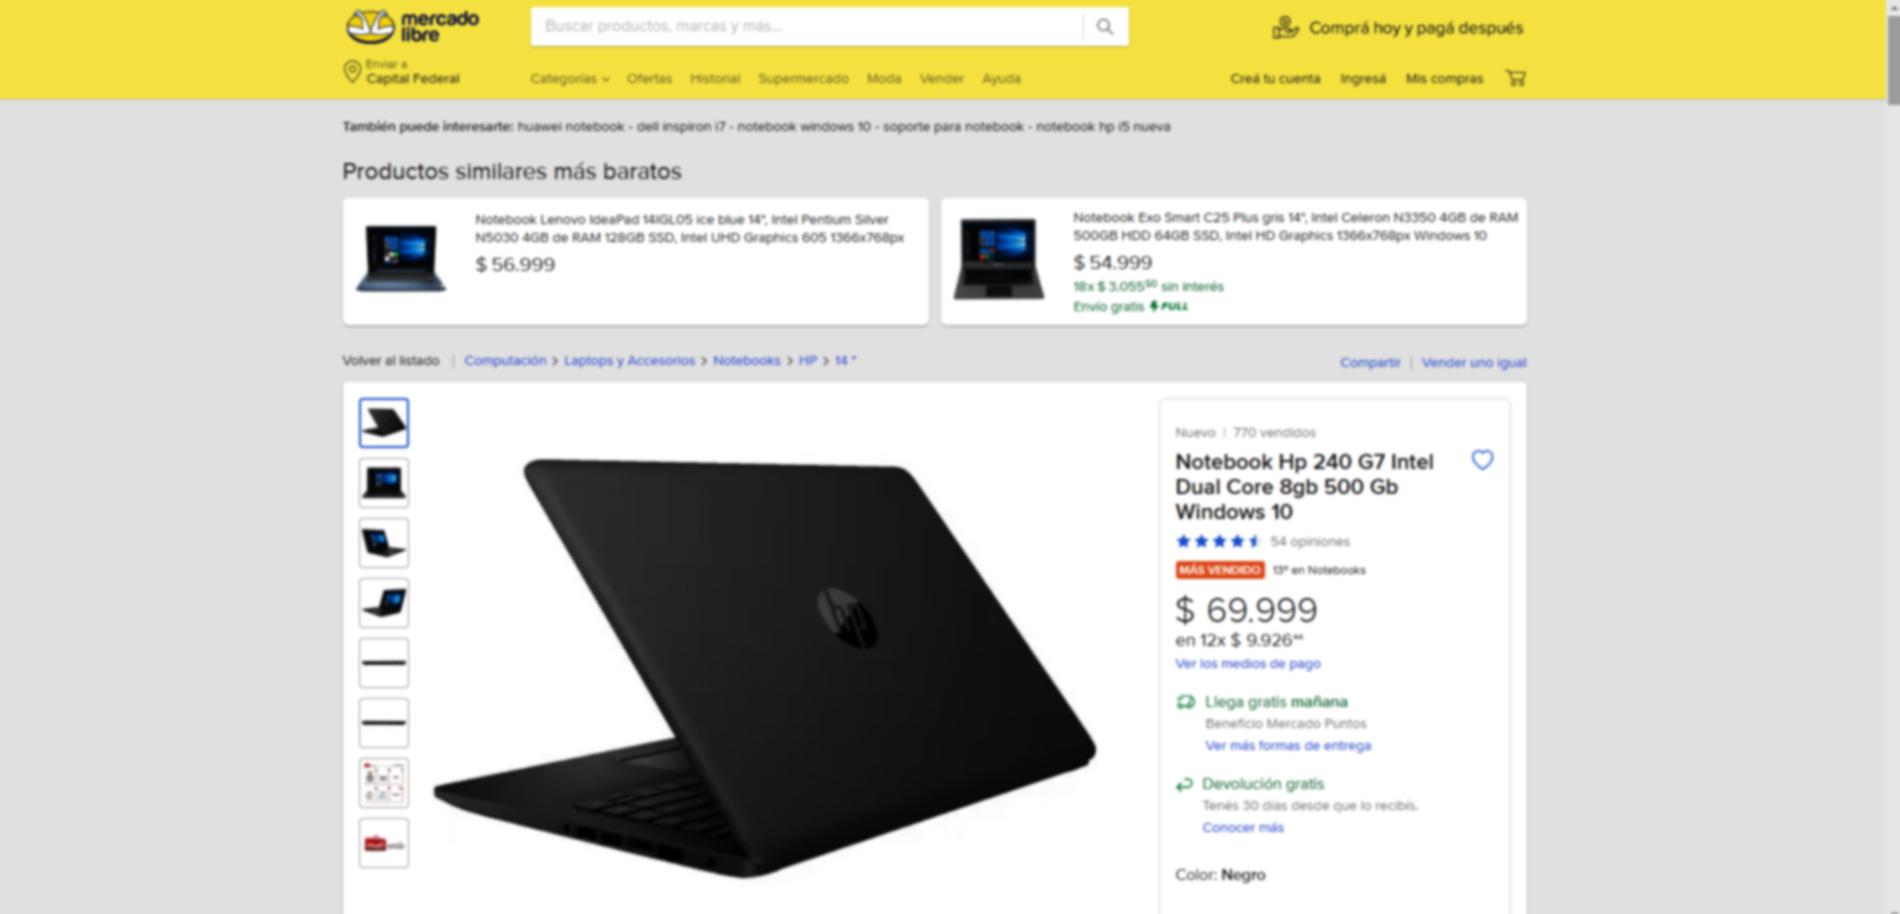 mercado
libre
Buscar productos, marcas y más...
Comprá hoy y pagá después
Enviar a
Capital Federal
Categorías Ofertas Historial Supermercado Moda Vender Ayuda
Creá tu cuenta Ingresá Mis compras
También puede interesarte: huawei notebook - dell inspiron i7 - notebook windows 10 - soporte para notebook - notebook hp i5 nueva
Productos similares más baratos
Notebook Lenovo IdeaPad 14IGL05 ice blue 14", Intel Pentium Silver
N5030 4GB de RAM 128GB SSD, Intel UHD Graphics 605 1366x768px
$ 56.999
Notebook Exo Smart C25 Plus gris 14", Intel Celeron N3350 4GB de RAM
500GB HDD 64GB SSD, Intel HD Graphics 1366x768px Windows 10
$ 54.999
18x $ 3.055⁵⁰ sin interés
Envío gratis FULL
Volver al listado | Computación > Laptops y Accesorios > Notebooks > HP > 14 "
Compartir | Vender uno igual
hp
Nuevo | 770 vendidos
Notebook Hp 240 G7 Intel
Dual Core 8gb 500 Gb
Windows 10
54 opiniones
MÁS VENDIDO 13º en Notebooks
$ 69.999
en 12x $ 9.926
Ver los medios de pago
Llega gratis mañana
Beneficio Mercado Puntos
Ver más formas de entrega
Devolución gratis
Tenés 30 días desde que lo recibís.
Conocer más
Color: Negro